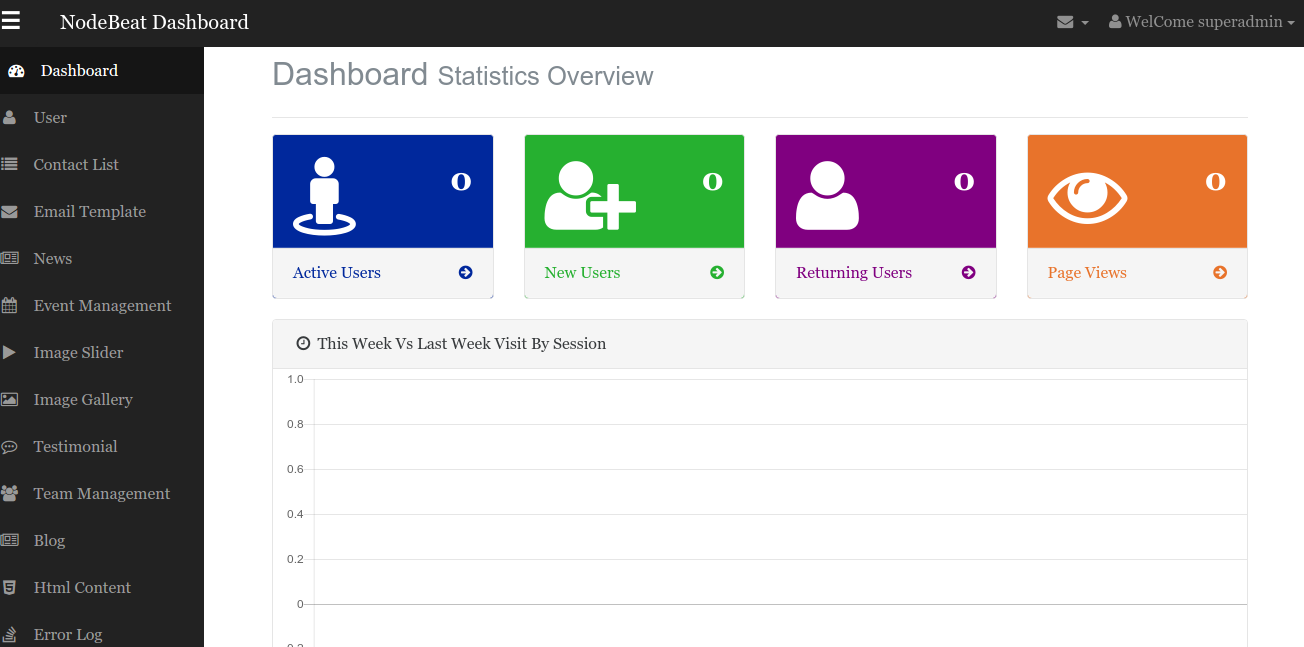 NodeBeat Dashboard
WelCome superadmin
Dashboard
User
Contact List
Email Template
News
Event Management
Image Slider
Image Gallery
Testimonial
Team Management
Blog
Html Content
Error Log
Dashboard Statistics Overview
0
Active Users
0
New Users
0
Returning Users
0
Page Views
This Week Vs Last Week Visit By Session
1.0
0.8
0.6
0.4
0.2
0